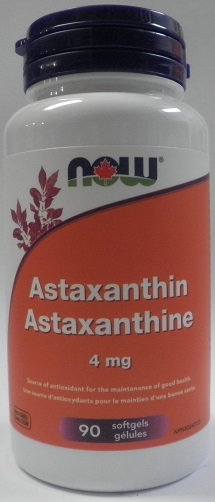 now
Astaxanthin
Astaxanthine
4 mg
Source of antioxidant for the maintenance of good health.
Une source d'antioxydants pour le maintien d'une bonne santé
90 softgels
gélules